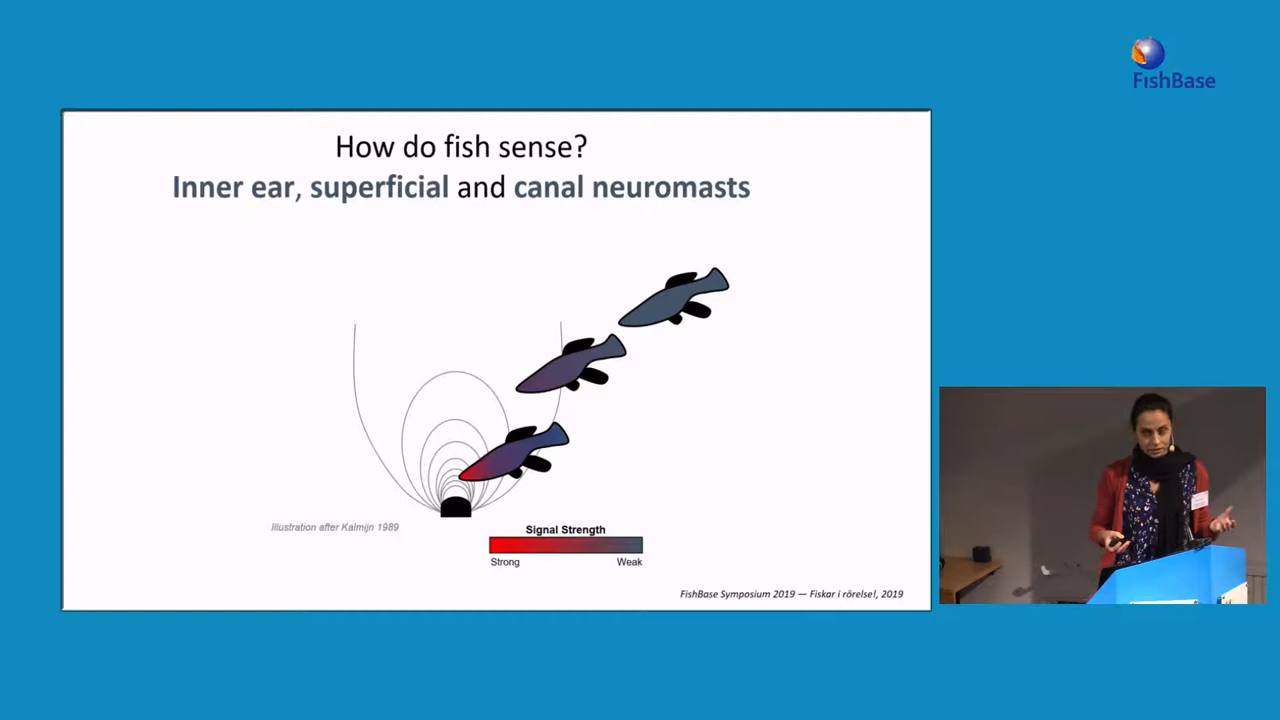 FishBase
How do fish sense?
Inner ear, superficial and canal neuromasts
Illustration after Kalmijn 1989
Signal Strength
Strong
Weak
FishBase Symposium 2019 — Fiskar i rörelse!, 2019